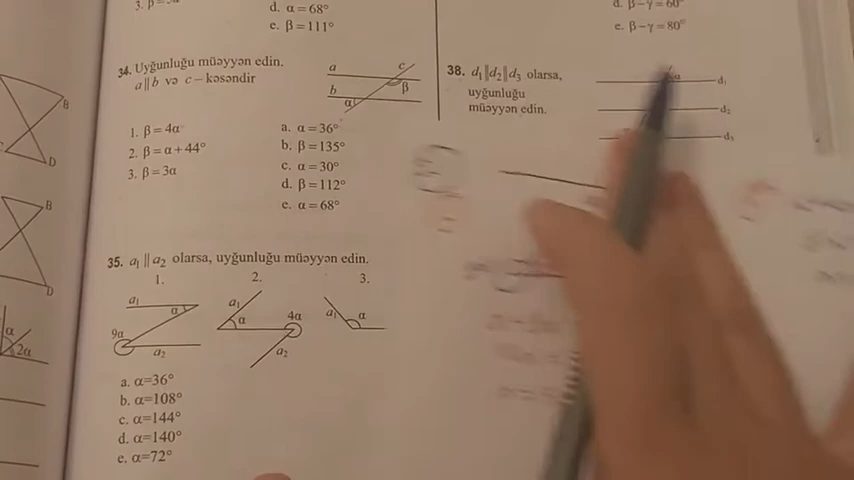 d. α = 68°
e. β = 111°
34. Uyğunluğu müəyyən edin.
a || b və c – kəsəndir
a
b
c
β
α
1. β = 4α
2. β = α + 44°
3. β = 3α
a. α = 36°
b. β = 135°
c. α = 30°
d. β = 112°
e. α = 68°
35. a₁ || a₂ olarsa, uyğunluğu müəyyən edin.
1.
2.
3.
a₁
α
9α
a₂
a₁
α
4α
a₂
a₁
α
a. α=36°
b. α=108°
c. α=144°
d. α=140°
e. α=72°
B
D
B
D
α
2α
d. β – γ = 60°
e. β – γ = 80°
38. d₁ || d₂ || d₃ olarsa,
uyğunluğu
müəyyən edin.
α
d₁
d₂
d₃